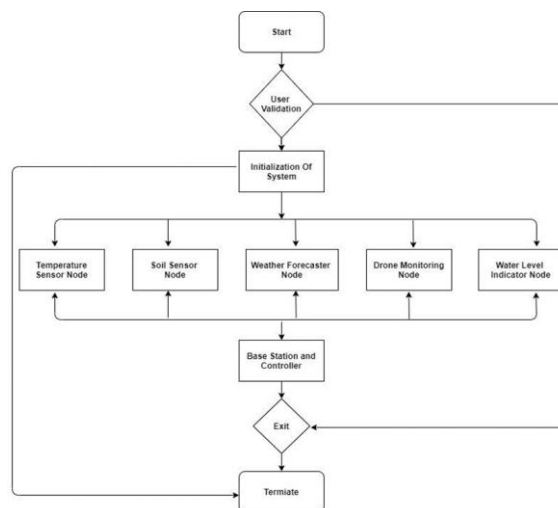 Start
User
Validation
Initialization Of
System
Temperature
Sensor Node
Soil Sensor
Node
Weather Forecaster
Node
Drone Monitoring
Node
Water Level
Indicator Node
Base Station and
Controller
Exit
Termiate